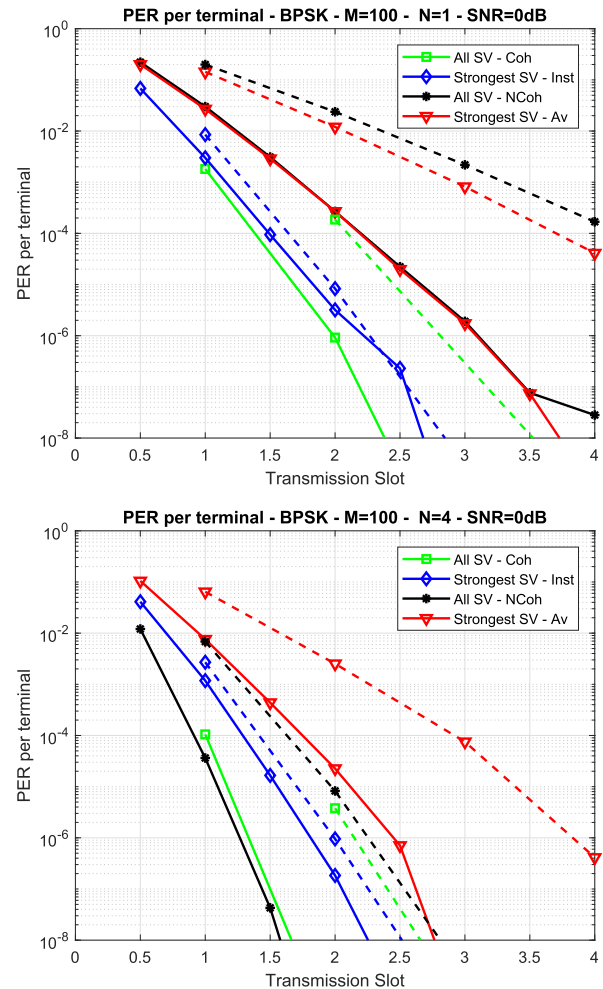 PER per terminal - BPSK - M=100 -  N=1 - SNR=0dB
10^0
10^-2
10^-4
10^-6
10^-8
PER per terminal
All SV - Coh
Strongest SV - Inst
All SV - NCoh
Strongest SV - Av
0 0.5 1 1.5 2 2.5 3 3.5 4
Transmission Slot
PER per terminal - BPSK - M=100 -  N=4 - SNR=0dB
10^0
10^-2
10^-4
10^-6
10^-8
PER per terminal
All SV - Coh
Strongest SV - Inst
All SV - NCoh
Strongest SV - Av
0 0.5 1 1.5 2 2.5 3 3.5 4
Transmission Slot